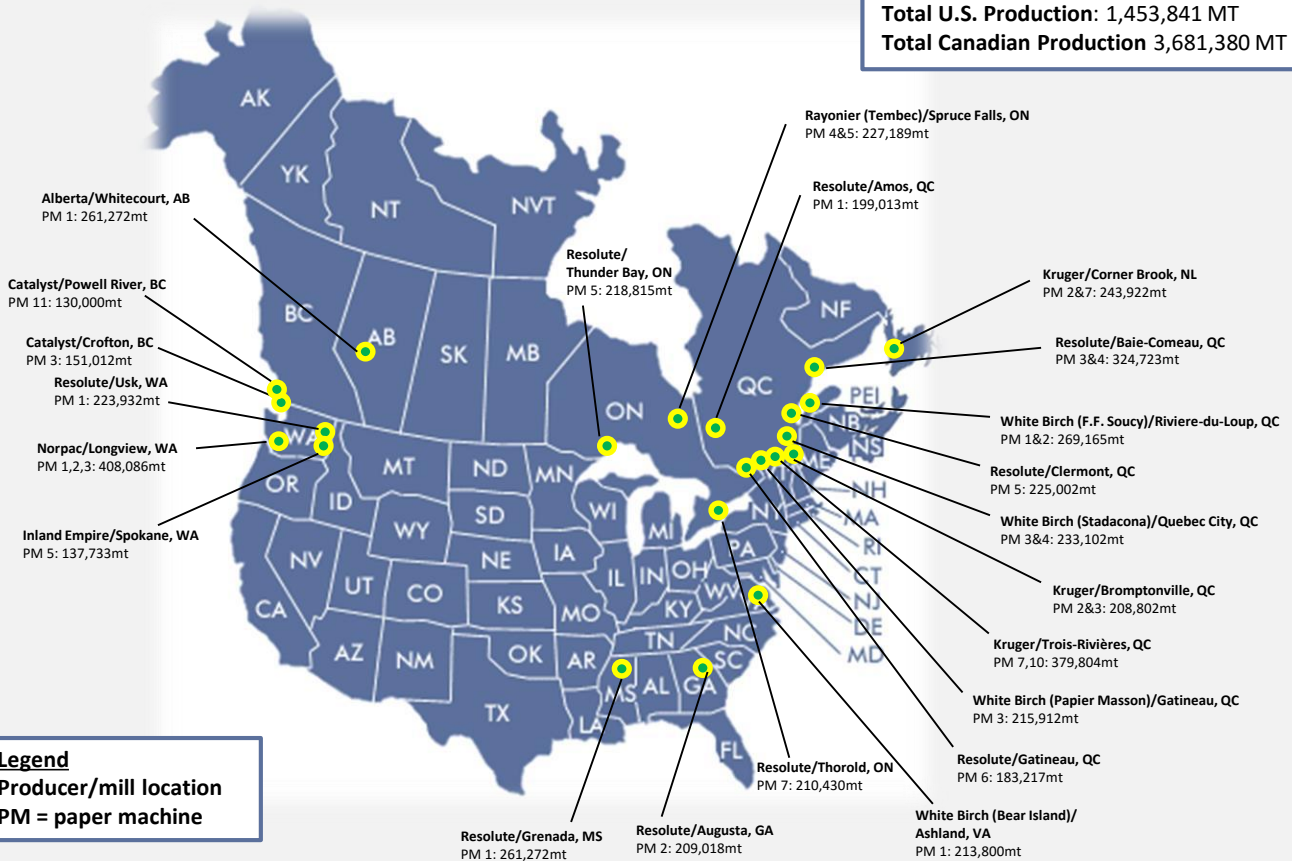 Total U.S. Production: 1,453,841 MT
Total Canadian Production 3,681,380 MT
Rayonier (Tembec)/Spruce Falls, ON
PM 4&5: 227,189mt
Resolute/Amos, QC
PM 1: 199,013mt
Alberta/Whitecourt, AB
PM 1: 261,272mt
Resolute/
Thunder Bay, ON
PM 5: 218,815mt
Kruger/Corner Brook, NL
PM 2&7: 243,922mt
Catalyst/Powell River, BC
PM 11: 130,000mt
Catalyst/Crofton, BC
PM 3: 151,012mt
Resolute/Baie-Comeau, QC
PM 3&4: 324,723mt
Resolute/Usk, WA
PM 1: 223,932mt
White Birch (F.F. Soucy)/Riviere-du-Loup, QC
PM 1&2: 269,165mt
Norpac/Longview, WA
PM 1,2,3: 408,086mt
Resolute/Clermont, QC
PM 5: 225,002mt
Inland Empire/Spokane, WA
PM 5: 137,733mt
White Birch (Stadacona)/Quebec City, QC
PM 3&4: 233,102mt
Kruger/Bromptonville, QC
PM 2&3: 208,802mt
Kruger/Trois-Rivières, QC
PM 7,10: 379,804mt
White Birch (Papier Masson)/Gatineau, QC
PM 3: 215,912mt
Resolute/Gatineau, QC
PM 6: 183,217mt
Resolute/Thorold, ON
PM 7: 210,430mt
White Birch (Bear Island)/
Ashland, VA
PM 1: 213,800mt
Resolute/Grenada, MS
PM 1: 261,272mt
Resolute/Augusta, GA
PM 2: 209,018mt
Legend
Producer/mill location
PM = paper machine
AK
YK
NT
NVT
BC
AB
SK
MB
ON
QC
NF
PEI
NB
NS
WA
MT
ND
MN
OR
ID
WY
SD
WI
MI
NY
ME
NH
MA
RI
CT
NJ
DE
MD
NV
UT
CO
NE
IA
IL
IN
OH
PA
WV
CA
KS
MO
KY
AZ
NM
OK
AR
TN
NC
SC
TX
LA
MS
AL
GA
FL